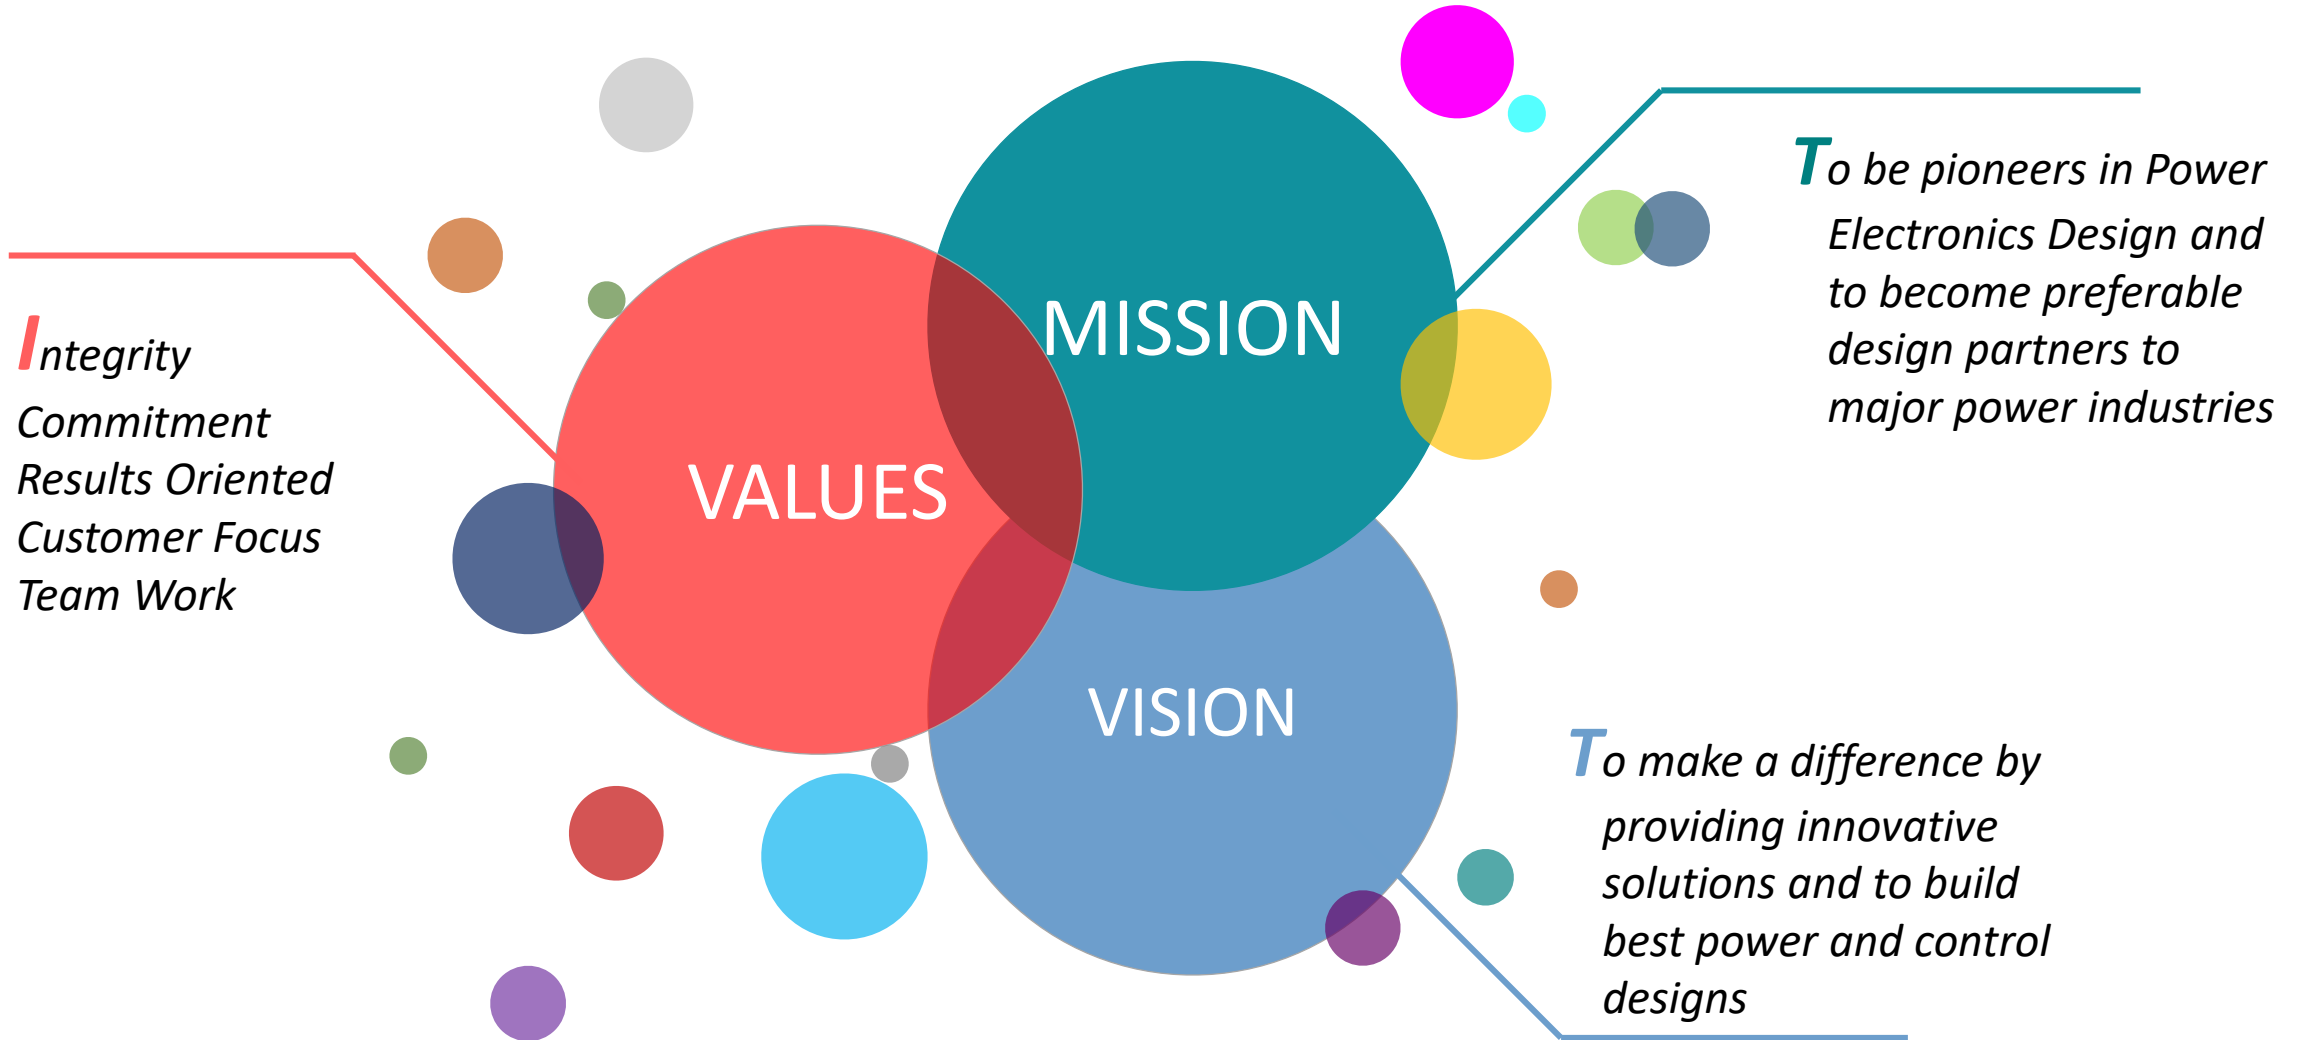 MISSION
To be pioneers in Power
Electronics Design and
to become preferable
design partners to
major power industries
VALUES
Integrity
Commitment
Results Oriented
Customer Focus
Team Work
VISION
To make a difference by
providing innovative
solutions and to build
best power and control
designs